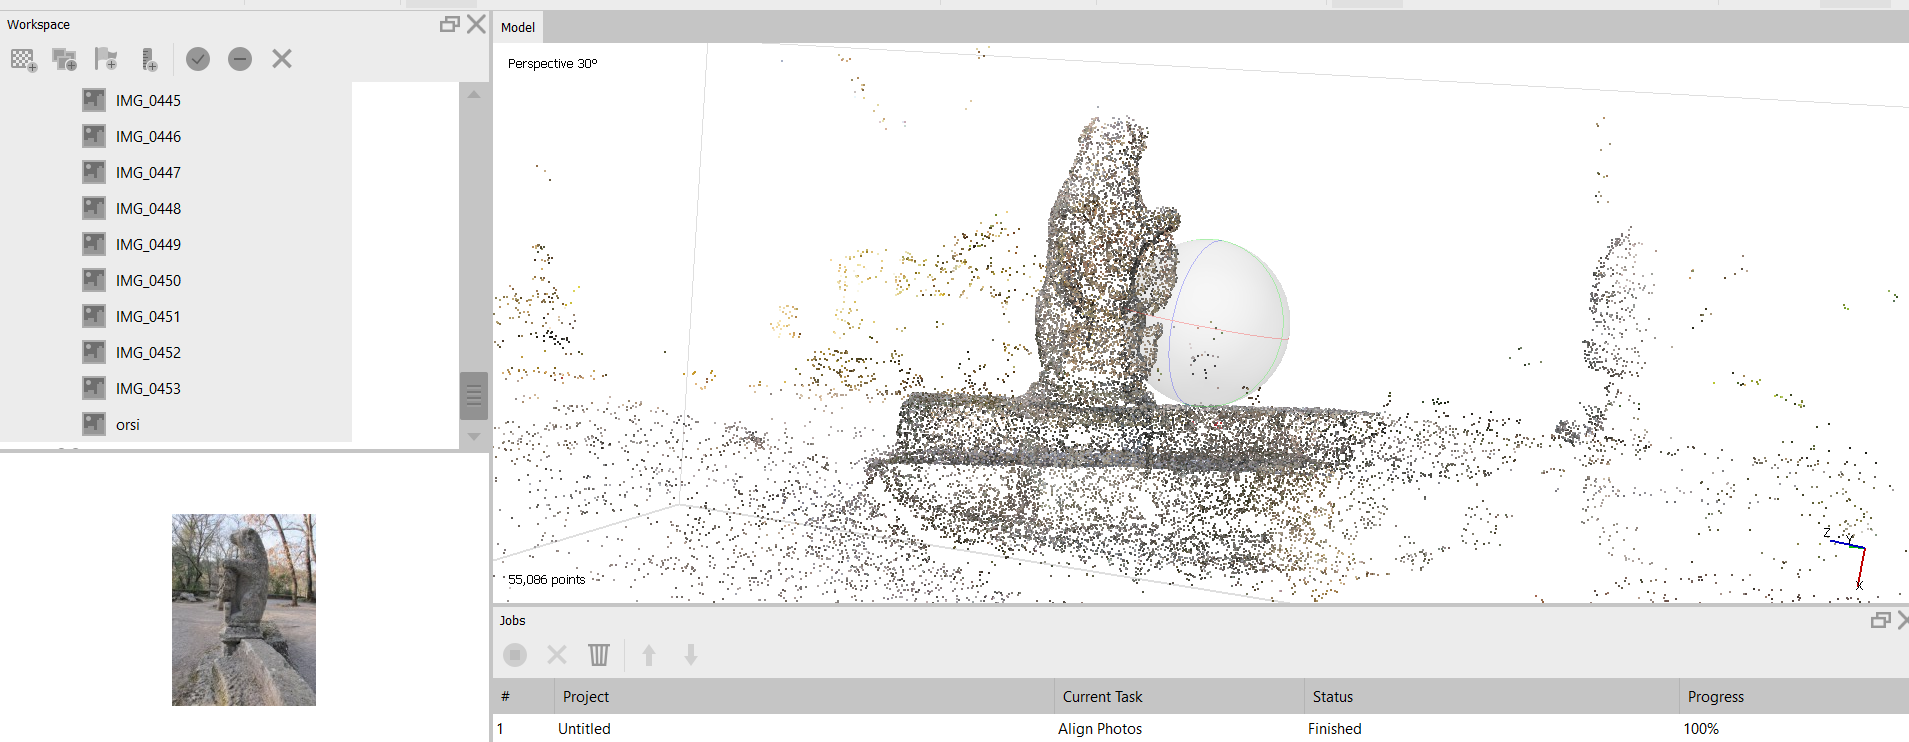 Workspace
IMG_0445
IMG_0446
IMG_0447
IMG_0448
IMG_0449
IMG_0450
IMG_0451
IMG_0452
IMG_0453
orsi
Model
Perspective 30°
Z
Y
X
55,086 points
Jobs
# Project Current Task Status Progress
1 Untitled Align Photos Finished 100%